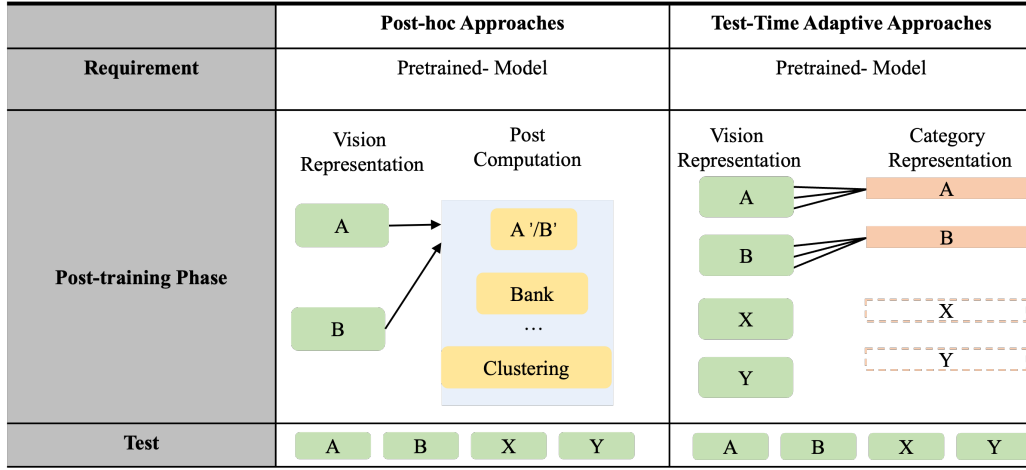 Post-hoc Approaches
Test-Time Adaptive Approaches
Requirement
Pretrained- Model
Pretrained- Model
Post-training Phase
Vision
Representation
Post
Computation
A
B
A '/B'
Bank
...
Clustering
Vision
Representation
Category
Representation
A
A
B
B
X
X
Y
Y
Test
A
B
X
Y
A
B
X
Y